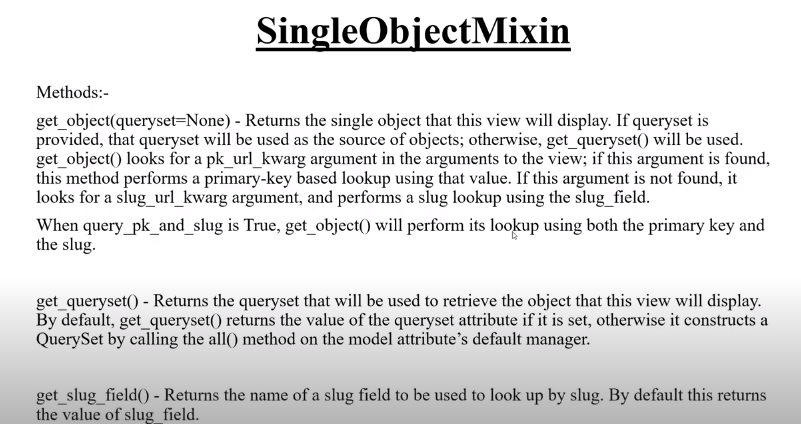 SingleObjectMixin
Methods:-
get_object(queryset=None) - Returns the single object that this view will display. If queryset is
provided, that queryset will be used as the source of objects; otherwise, get_queryset() will be used.
get_object() looks for a pk_url_kwarg argument in the arguments to the view; if this argument is found,
this method performs a primary-key based lookup using that value. If this argument is not found, it
looks for a slug_url_kwarg argument, and performs a slug lookup using the slug_field.
When query_pk_and_slug is True, get_object() will perform its lookup using both the primary key and
the slug.
get_queryset() - Returns the queryset that will be used to retrieve the object that this view will display.
By default, get_queryset() returns the value of the queryset attribute if it is set, otherwise it constructs a
QuerySet by calling the all() method on the model attribute’s default manager.
get_slug_field() - Returns the name of a slug field to be used to look up by slug. By default this returns
the value of slug_field.